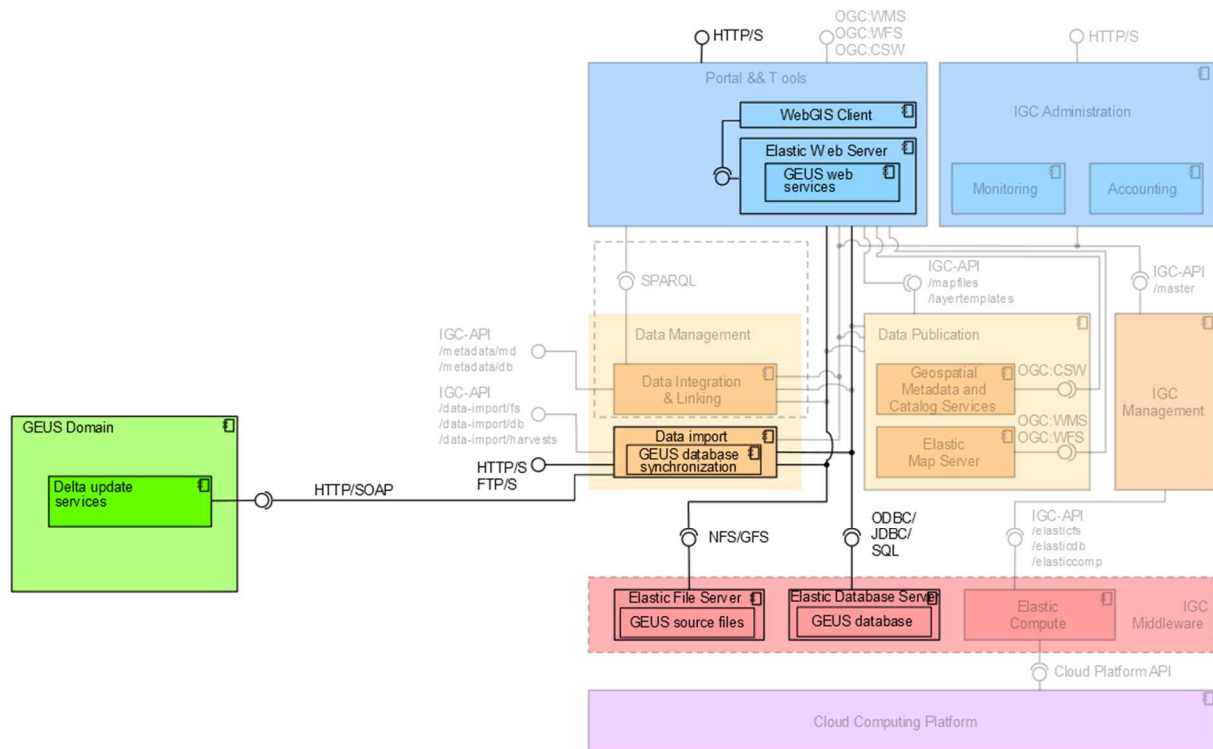 HTTP/S
OGC:WMS
OGC:WFS
OGC:CSW
HTTP/S
Portal && T ools
WebGIS Client
Elastic Web Server
GEUS web
services
IGC Administration
Monitoring
Accounting
SPARQL
IGC-API
/mapfiles
/layertemplates
IGC-API
/master
IGC-API
/metadata/md
/metadata/db
Data Management
Data Integration
& Linking
Data Publication
Geospatial
Metadata and
Catalog Services
OGC:CSW
IGC
Management
IGC-API
/data-import/fs
/data-import/db
/data-import/harvests
Data import
GEUS database
synchronization
Elastic
Map Server
OGC:WMS
OGC:WFS
HTTP/S
FTP/S
GEUS Domain
Delta update
services
HTTP/SOAP
NFS/GFS
ODBC/
JDBC/
SQL
IGC-API
/elasticfs
/elasticdb
/elasticcomp
Elastic File Server
GEUS source files
Elastic Database Server
GEUS database
Elastic
Compute
IGC
Middleware
Cloud Platform API
Cloud Computing Platform